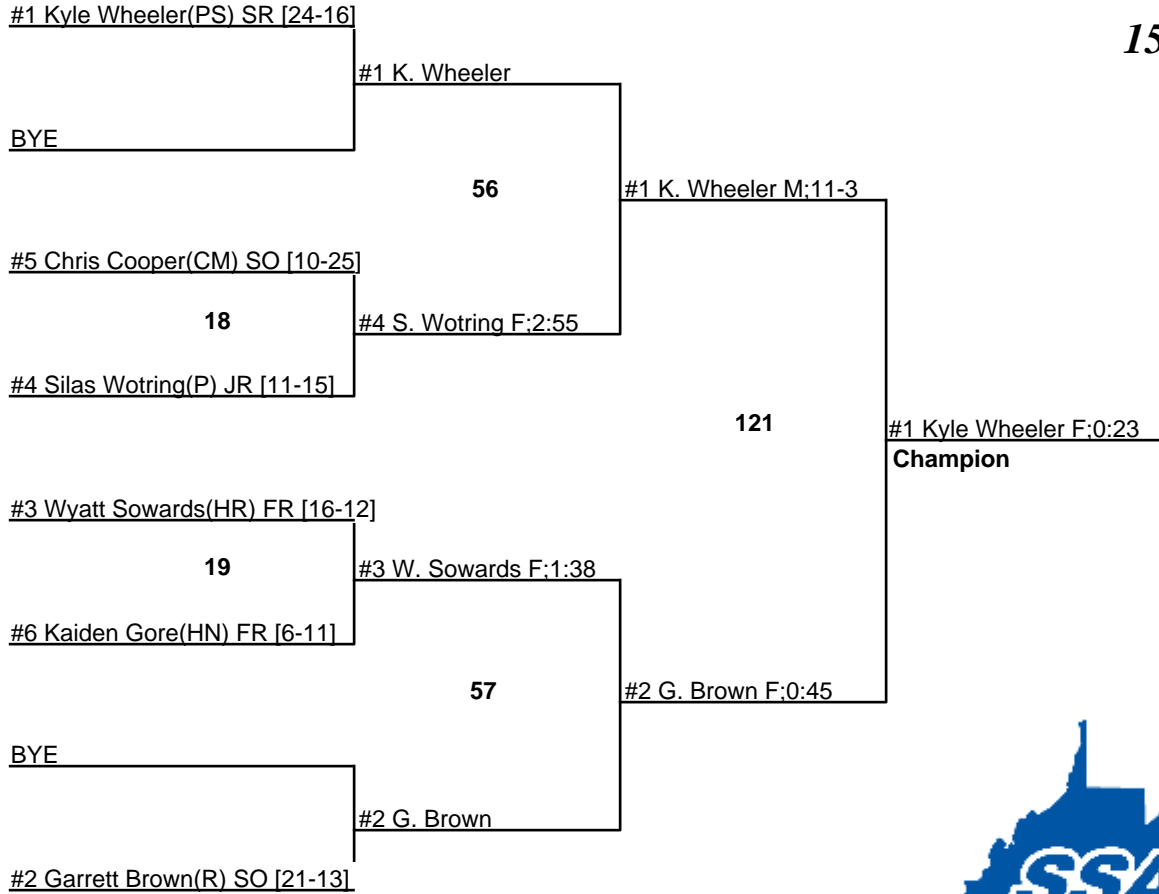 #1 Kyle Wheeler(PS) SR [24-16]
15
#1 K. Wheeler
BYE
56
#1 K. Wheeler M;11-3
#5 Chris Cooper(CM) SO [10-25]
18
#4 S. Wotring F;2:55
#4 Silas Wotring(P) JR [11-15]
121
#1 Kyle Wheeler F;0:23
Champion
#3 Wyatt Sowards(HR) FR [16-12]
19
#3 W. Sowards F;1:38
#6 Kaiden Gore(HN) FR [6-11]
57
#2 G. Brown F;0:45
BYE
#2 G. Brown
#2 Garrett Brown(R) SO [21-13]